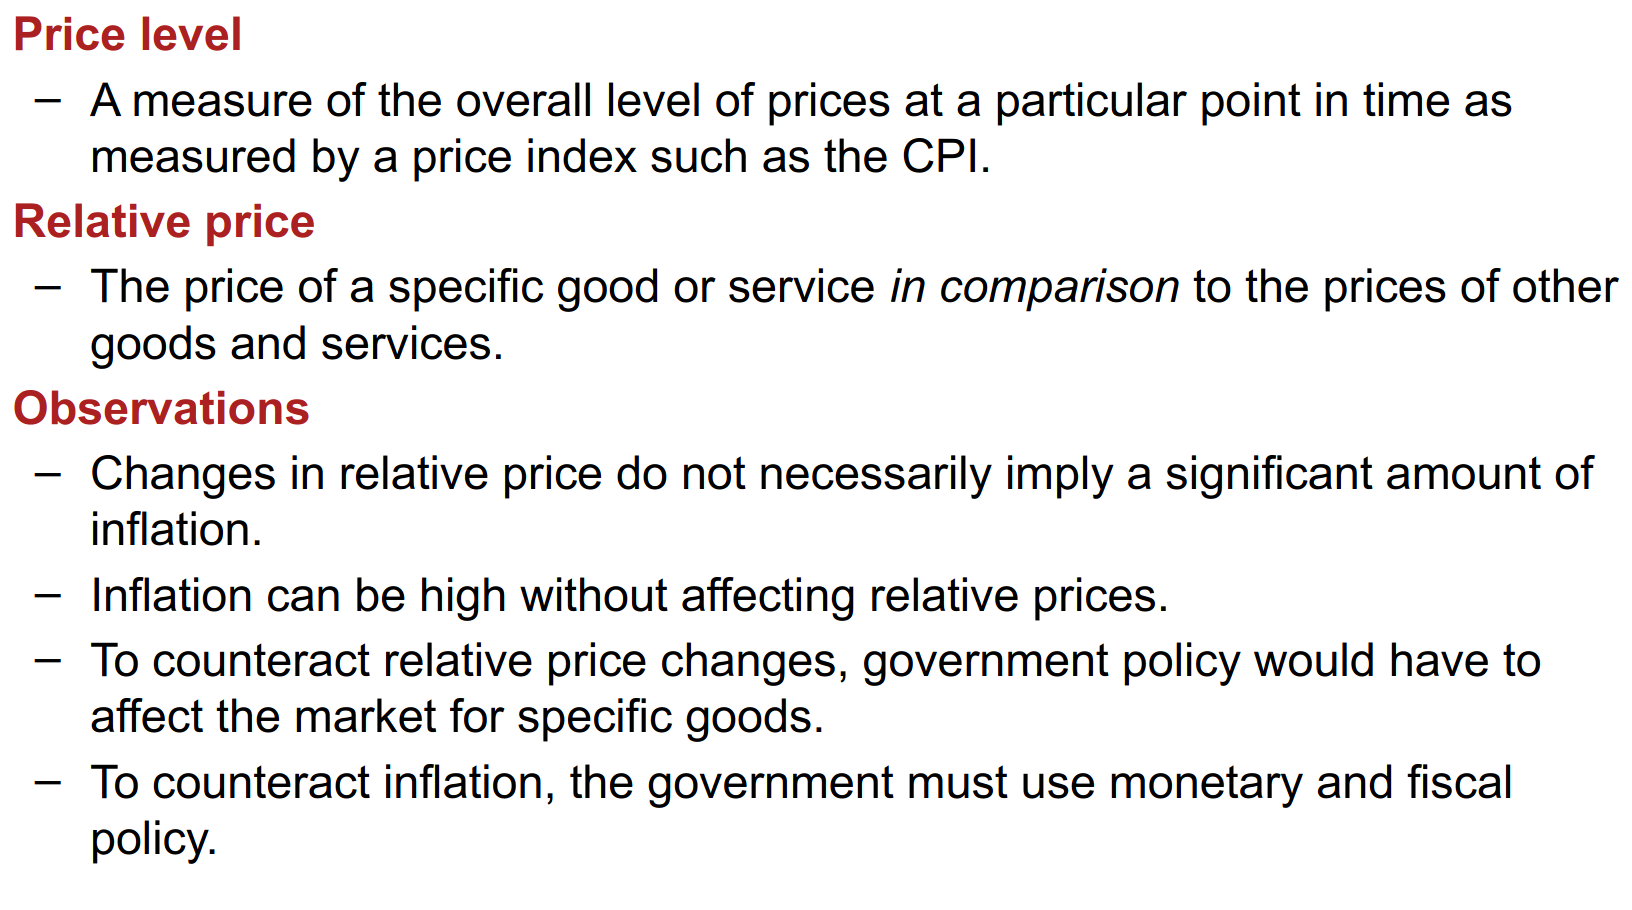 Price level
– A measure of the overall level of prices at a particular point in time as
measured by a price index such as the CPI.
Relative price
– The price of a specific good or service in comparison to the prices of other
goods and services.
Observations
– Changes in relative price do not necessarily imply a significant amount of
inflation.
– Inflation can be high without affecting relative prices.
– To counteract relative price changes, government policy would have to
affect the market for specific goods.
– To counteract inflation, the government must use monetary and fiscal
policy.